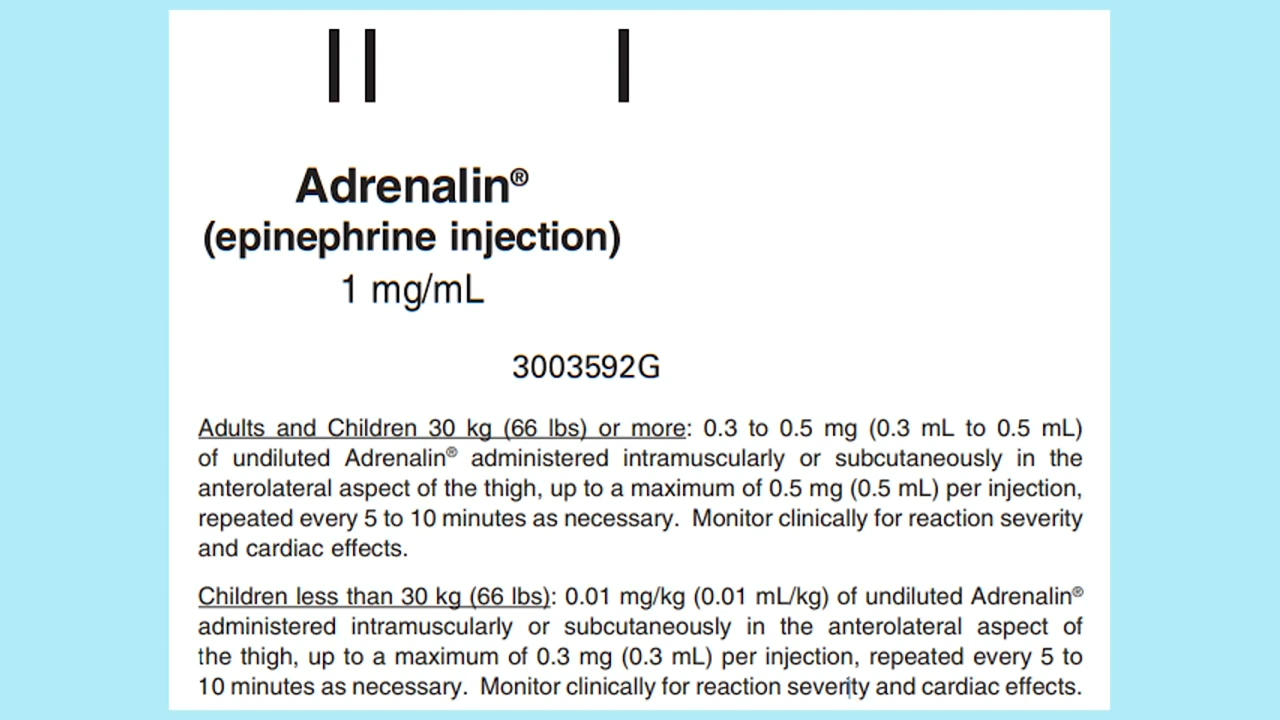 Adrenalin®
(epinephrine injection)
1 mg/mL
3003592G
Adults and Children 30 kg (66 lbs) or more: 0.3 to 0.5 mg (0.3 mL to 0.5 mL)
of undiluted Adrenalin® administered intramuscularly or subcutaneously in the
anterolateral aspect of the thigh, up to a maximum of 0.5 mg (0.5 mL) per injection,
repeated every 5 to 10 minutes as necessary. Monitor clinically for reaction severity
and cardiac effects.
Children less than 30 kg (66 lbs): 0.01 mg/kg (0.01 mL/kg) of undiluted Adrenalin®
administered intramuscularly or subcutaneously in the anterolateral aspect of
the thigh, up to a maximum of 0.3 mg (0.3 mL) per injection, repeated every 5 to
10 minutes as necessary. Monitor clinically for reaction severity and cardiac effects.